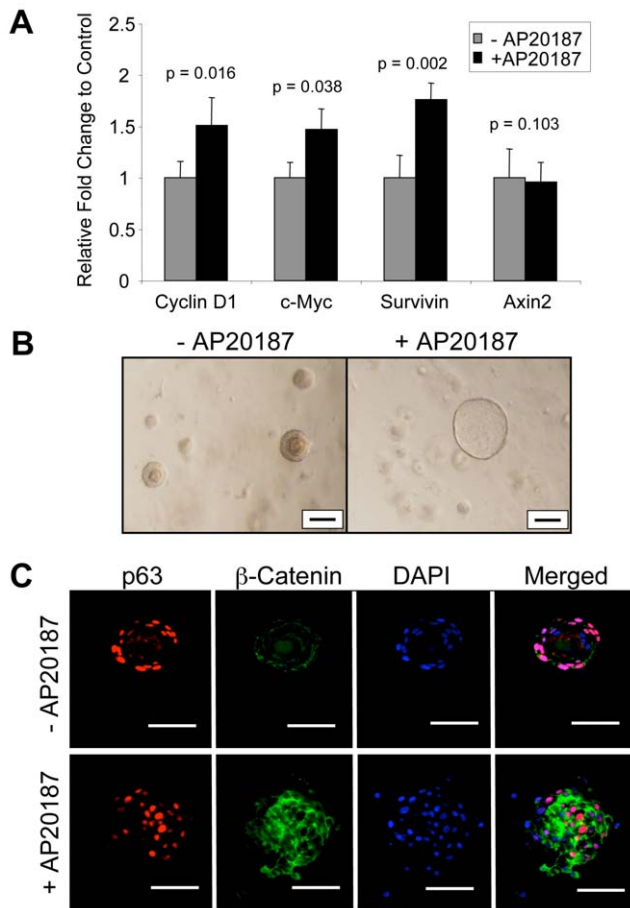 A
Relative Fold Change to Control
2.5
2
1.5
1
0.5
0
- AP20187
+AP20187
p = 0.016
p = 0.038
p = 0.002
p = 0.103
Cyclin D1 c-Myc Survivin Axin2
B
- AP20187 + AP20187
C
p63 β-Catenin DAPI Merged
- AP20187
+ AP20187